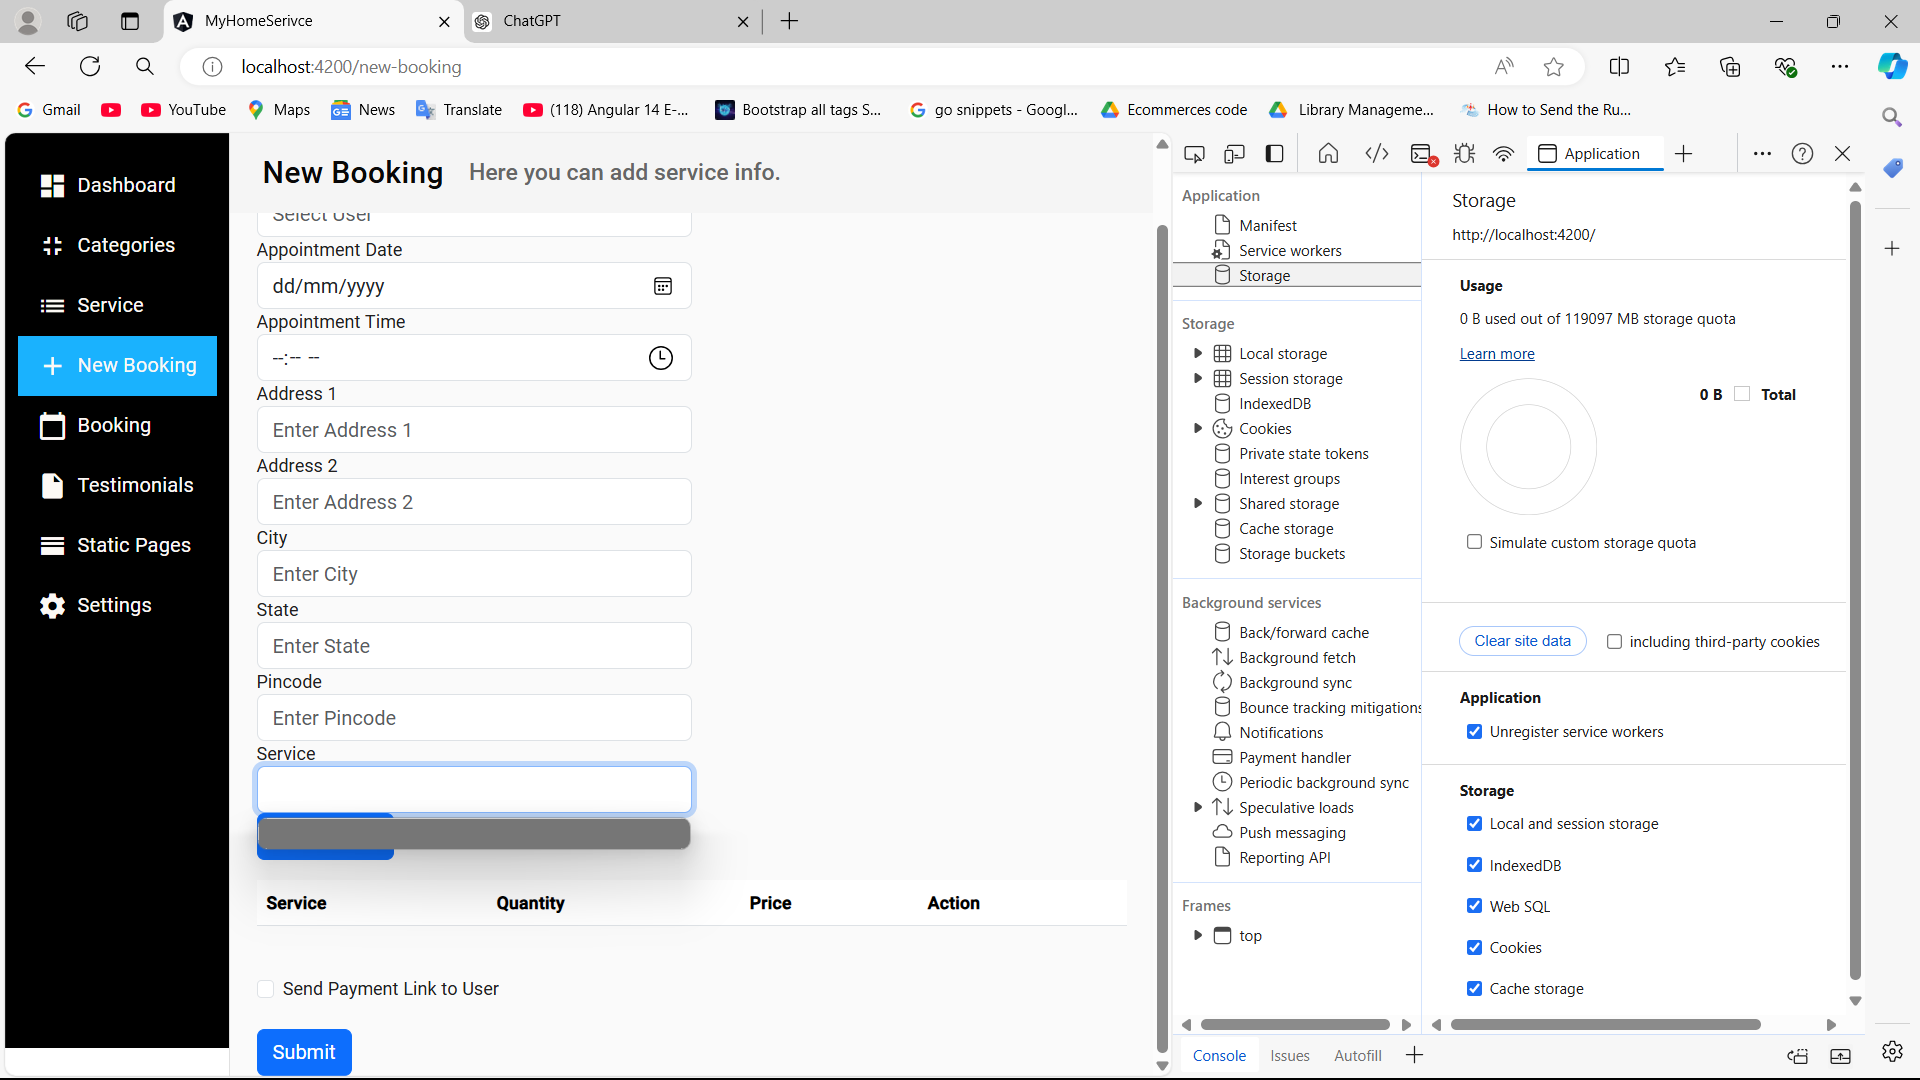 MyHomeSerivce
ChatGPT
localhost:4200/new-booking
Gmail
YouTube
Maps
News
Translate
(118) Angular 14 E-...
Bootstrap all tags S...
go snippets - Googl...
Ecommerces code
Library Manageme...
How to Send the Ru...
Dashboard
Categories
Service
New Booking
Booking
Testimonials
Static Pages
Settings
New Booking
Here you can add service info.
Select User
Appointment Date
dd/mm/yyyy
Appointment Time
--:-- --
Address 1
Enter Address 1
Address 2
Enter Address 2
City
Enter City
State
Enter State
Pincode
Enter Pincode
Service
Service Quantity Price Action
Send Payment Link to User
Submit
Application
Application
Manifest
Service workers
Storage
Storage
Local storage
Session storage
IndexedDB
Cookies
Private state tokens
Interest groups
Shared storage
Cache storage
Storage buckets
Background services
Back/forward cache
Background fetch
Background sync
Bounce tracking mitigations
Notifications
Payment handler
Periodic background sync
Speculative loads
Push messaging
Reporting API
Frames
top
Storage
http://localhost:4200/
Usage
0 B used out of 119097 MB storage quota
Learn more
0 B Total
Simulate custom storage quota
Clear site data
including third-party cookies
Application
Unregister service workers
Storage
Local and session storage
IndexedDB
Web SQL
Cookies
Cache storage
Console
Issues
Autofill